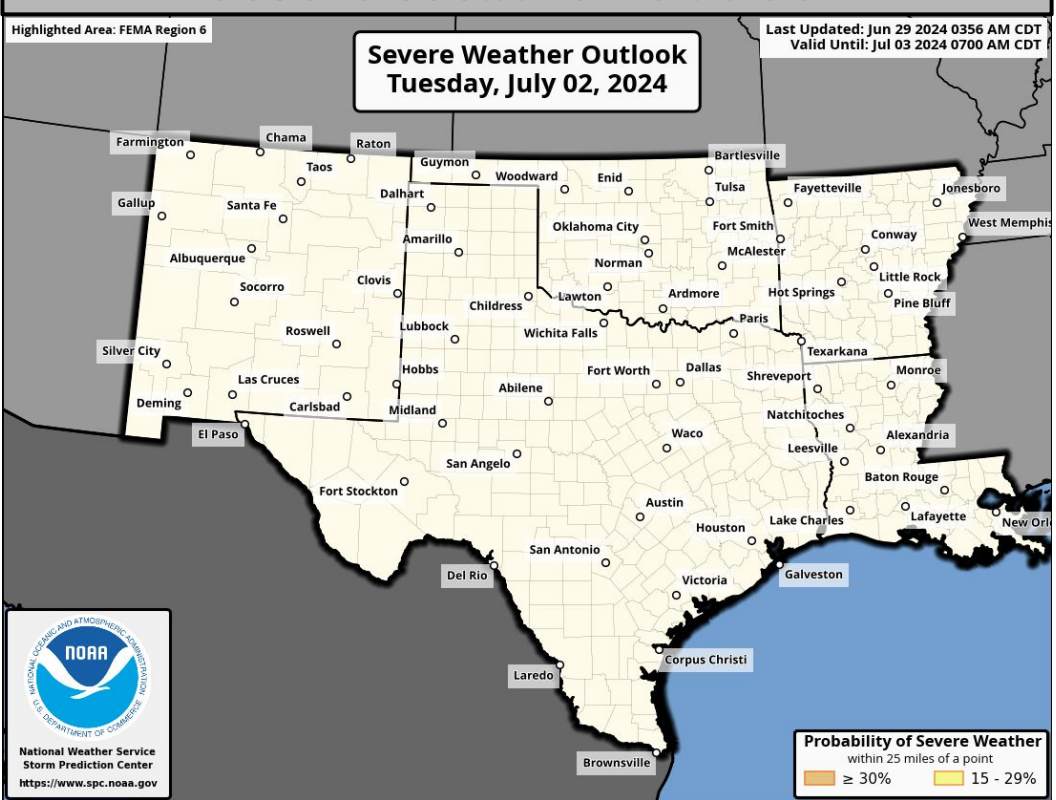 Highlighted Area: FEMA Region 6
Severe Weather Outlook
Tuesday, July 02, 2024
Last Updated: Jun 29 2024 0356 AM CDT
Valid Until: Jul 03 2024 0700 AM CDT
Farmington
Chama
Raton
Taos
Guymon
Woodward
Enid
Bartlesville
Tulsa
Fayetteville
Jonesboro
Gallup
Santa Fe
Dalhart
Oklahoma City
Fort Smith
Conway
West Memphis
Albuquerque
Amarillo
Norman
McAlester
Little Rock
Socorro
Clovis
Childress
Lawton
Ardmore
Hot Springs
Pine Bluff
Roswell
Lubbock
Wichita Falls
Paris
Texarkana
Silver City
Las Cruces
Hobbs
Abilene
Fort Worth
Dallas
Shreveport
Monroe
Deming
Carlsbad
Midland
Natchitoches
El Paso
San Angelo
Waco
Leesville
Alexandria
Fort Stockton
Austin
Baton Rouge
Houston
Lake Charles
Lafayette
New Orl
Del Rio
San Antonio
Victoria
Galveston
Laredo
Corpus Christi
Brownsville
NATIONAL OCEANIC AND ATMOSPHERIC ADMINISTRATION
NOAA
U.S. DEPARTMENT OF COMMERCE
National Weather Service
Storm Prediction Center
https://www.spc.noaa.gov
Probability of Severe Weather
within 25 miles of a point
≥ 30%
15 - 29%